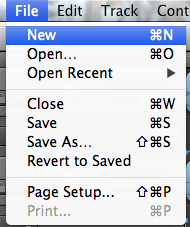 File Edit Track Cont
New ⌘N
Open... ⌘O
Open Recent ▶
Close ⌘W
Save ⌘S
Save As... ⇧⌘S
Revert to Saved
Page Setup... ⇧⌘P
Print... ⌘P